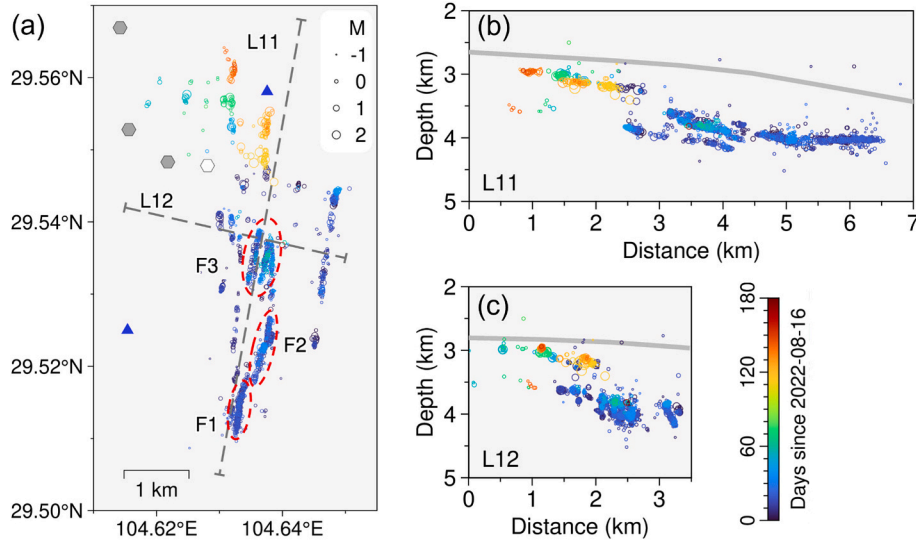 (a)
M
-1
0
1
2
L11
L12
F3
F2
F1
1 km
29.56°N
29.54°N
29.52°N
29.50°N
104.62°E
104.64°E
(b)
2
3
4
5
Depth (km)
L11
0
1
2
3
4
5
6
7
Distance (km)
(c)
2
3
4
5
Depth (km)
L12
0
1
2
3
Distance (km)
180
120
60
0
Days since 2022-08-16